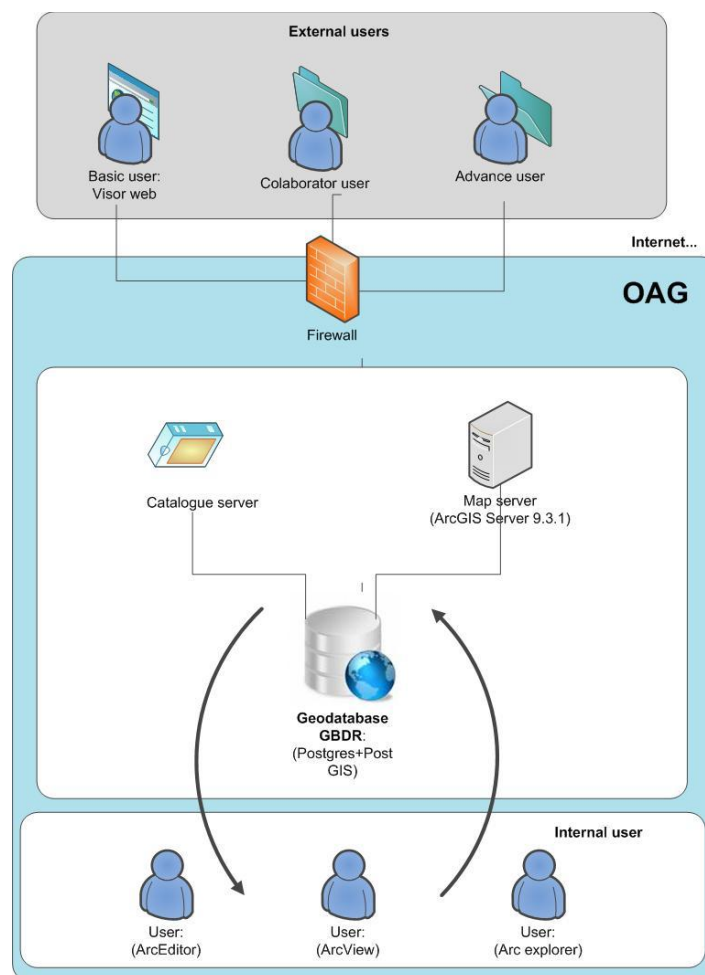 External users
Basic user:
Visor web
Colaborator user
Advance user
Internet...
OAG
Firewall
Catalogue server
Map server
(ArcGIS Server 9.3.1)
Geodatabase
GBDR:
(Postgres+Post
GIS)
Internal user
User:
(ArcEditor)
User:
(ArcView)
User:
(Arc explorer)